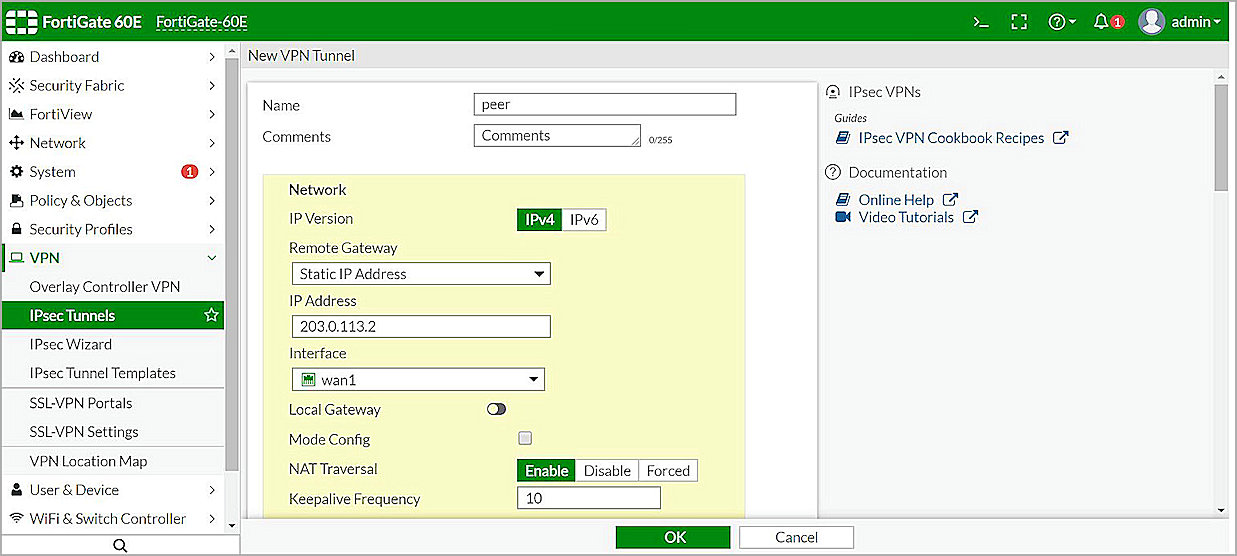 FortiGate 60E FortiGate-60E >_ 1 admin
Dashboard
Security Fabric
FortiView
Network
System 1
Policy & Objects
Security Profiles
VPN
Overlay Controller VPN
IPsec Tunnels
IPsec Wizard
IPsec Tunnel Templates
SSL-VPN Portals
SSL-VPN Settings
VPN Location Map
User & Device
WiFi & Switch Controller
New VPN Tunnel
Name peer
Comments Comments 0/255
Network
IP Version IPv4 IPv6
Remote Gateway
Static IP Address
IP Address
203.0.113.2
Interface
wan1
Local Gateway
Mode Config
NAT Traversal Enable Disable Forced
Keepalive Frequency 10
OK Cancel
IPsec VPNs
Guides
IPsec VPN Cookbook Recipes
Documentation
Online Help
Video Tutorials